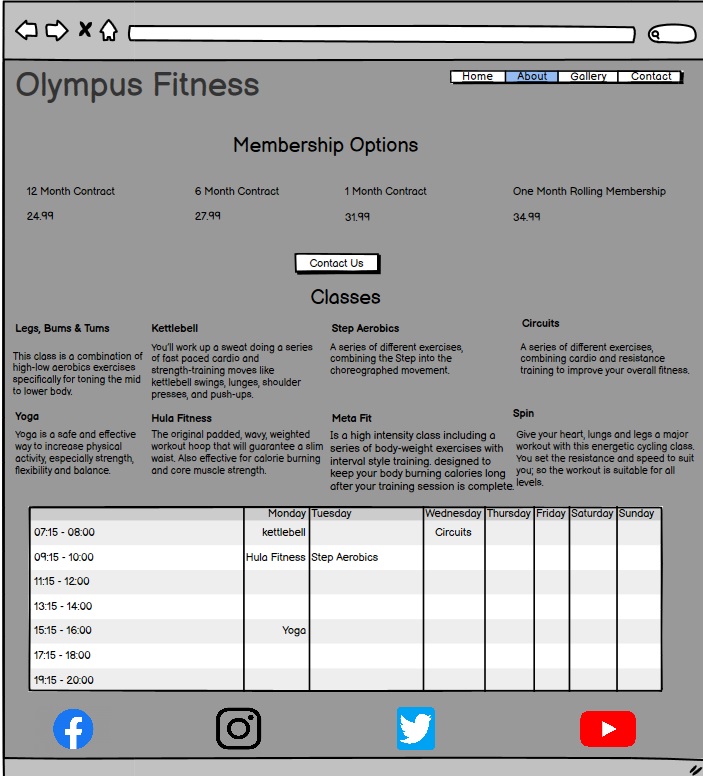 Olympus Fitness
Home About Gallery Contact
Membership Options
12 Month Contract 6 Month Contract 1 Month Contract One Month Rolling Membership
24.99 27.99 31.99 34.99
Contact Us
Classes
Legs, Bums & Tums
This class is a combination of
high-low aerobics exercises
specifically for toning the mid
to lower body.
Kettlebell
You'll work up a sweat doing a series
of fast paced cardio and
strength-training moves like
kettlebell swings, lunges, shoulder
presses, and push-ups.
Step Aerobics
A series of different exercises,
combining the Step into the
choreographed movement.
Circuits
A series of different exercises,
combining cardio and resistance
training to improve your overall fitness.
Yoga
Yoga is a safe and effective
way to increase physical
activity, especially strength,
flexibility and balance.
Hula Fitness
The original padded, wavy, weighted
workout hoop that will guarantee a slim
waist. Also effective for calorie burning
and core muscle strength.
Meta Fit
Is a high intensity class including a
series of body-weight exercises with
interval style training. designed to
keep your body burning calories long
after your training session is complete.
Spin
Give your heart, lungs and legs a major
workout with this energetic cycling class.
You set the resistance and speed to suit
you; so the workout is suitable for all
levels.
Monday Tuesday Wednesday Thursday Friday Saturday Sunday
07:15 - 08:00 kettlebell Circuits
09:15 - 10:00 Hula Fitness Step Aerobics
11:15 - 12:00
13:15 - 14:00
15:15 - 16:00 Yoga
17:15 - 18:00
19:15 - 20:00